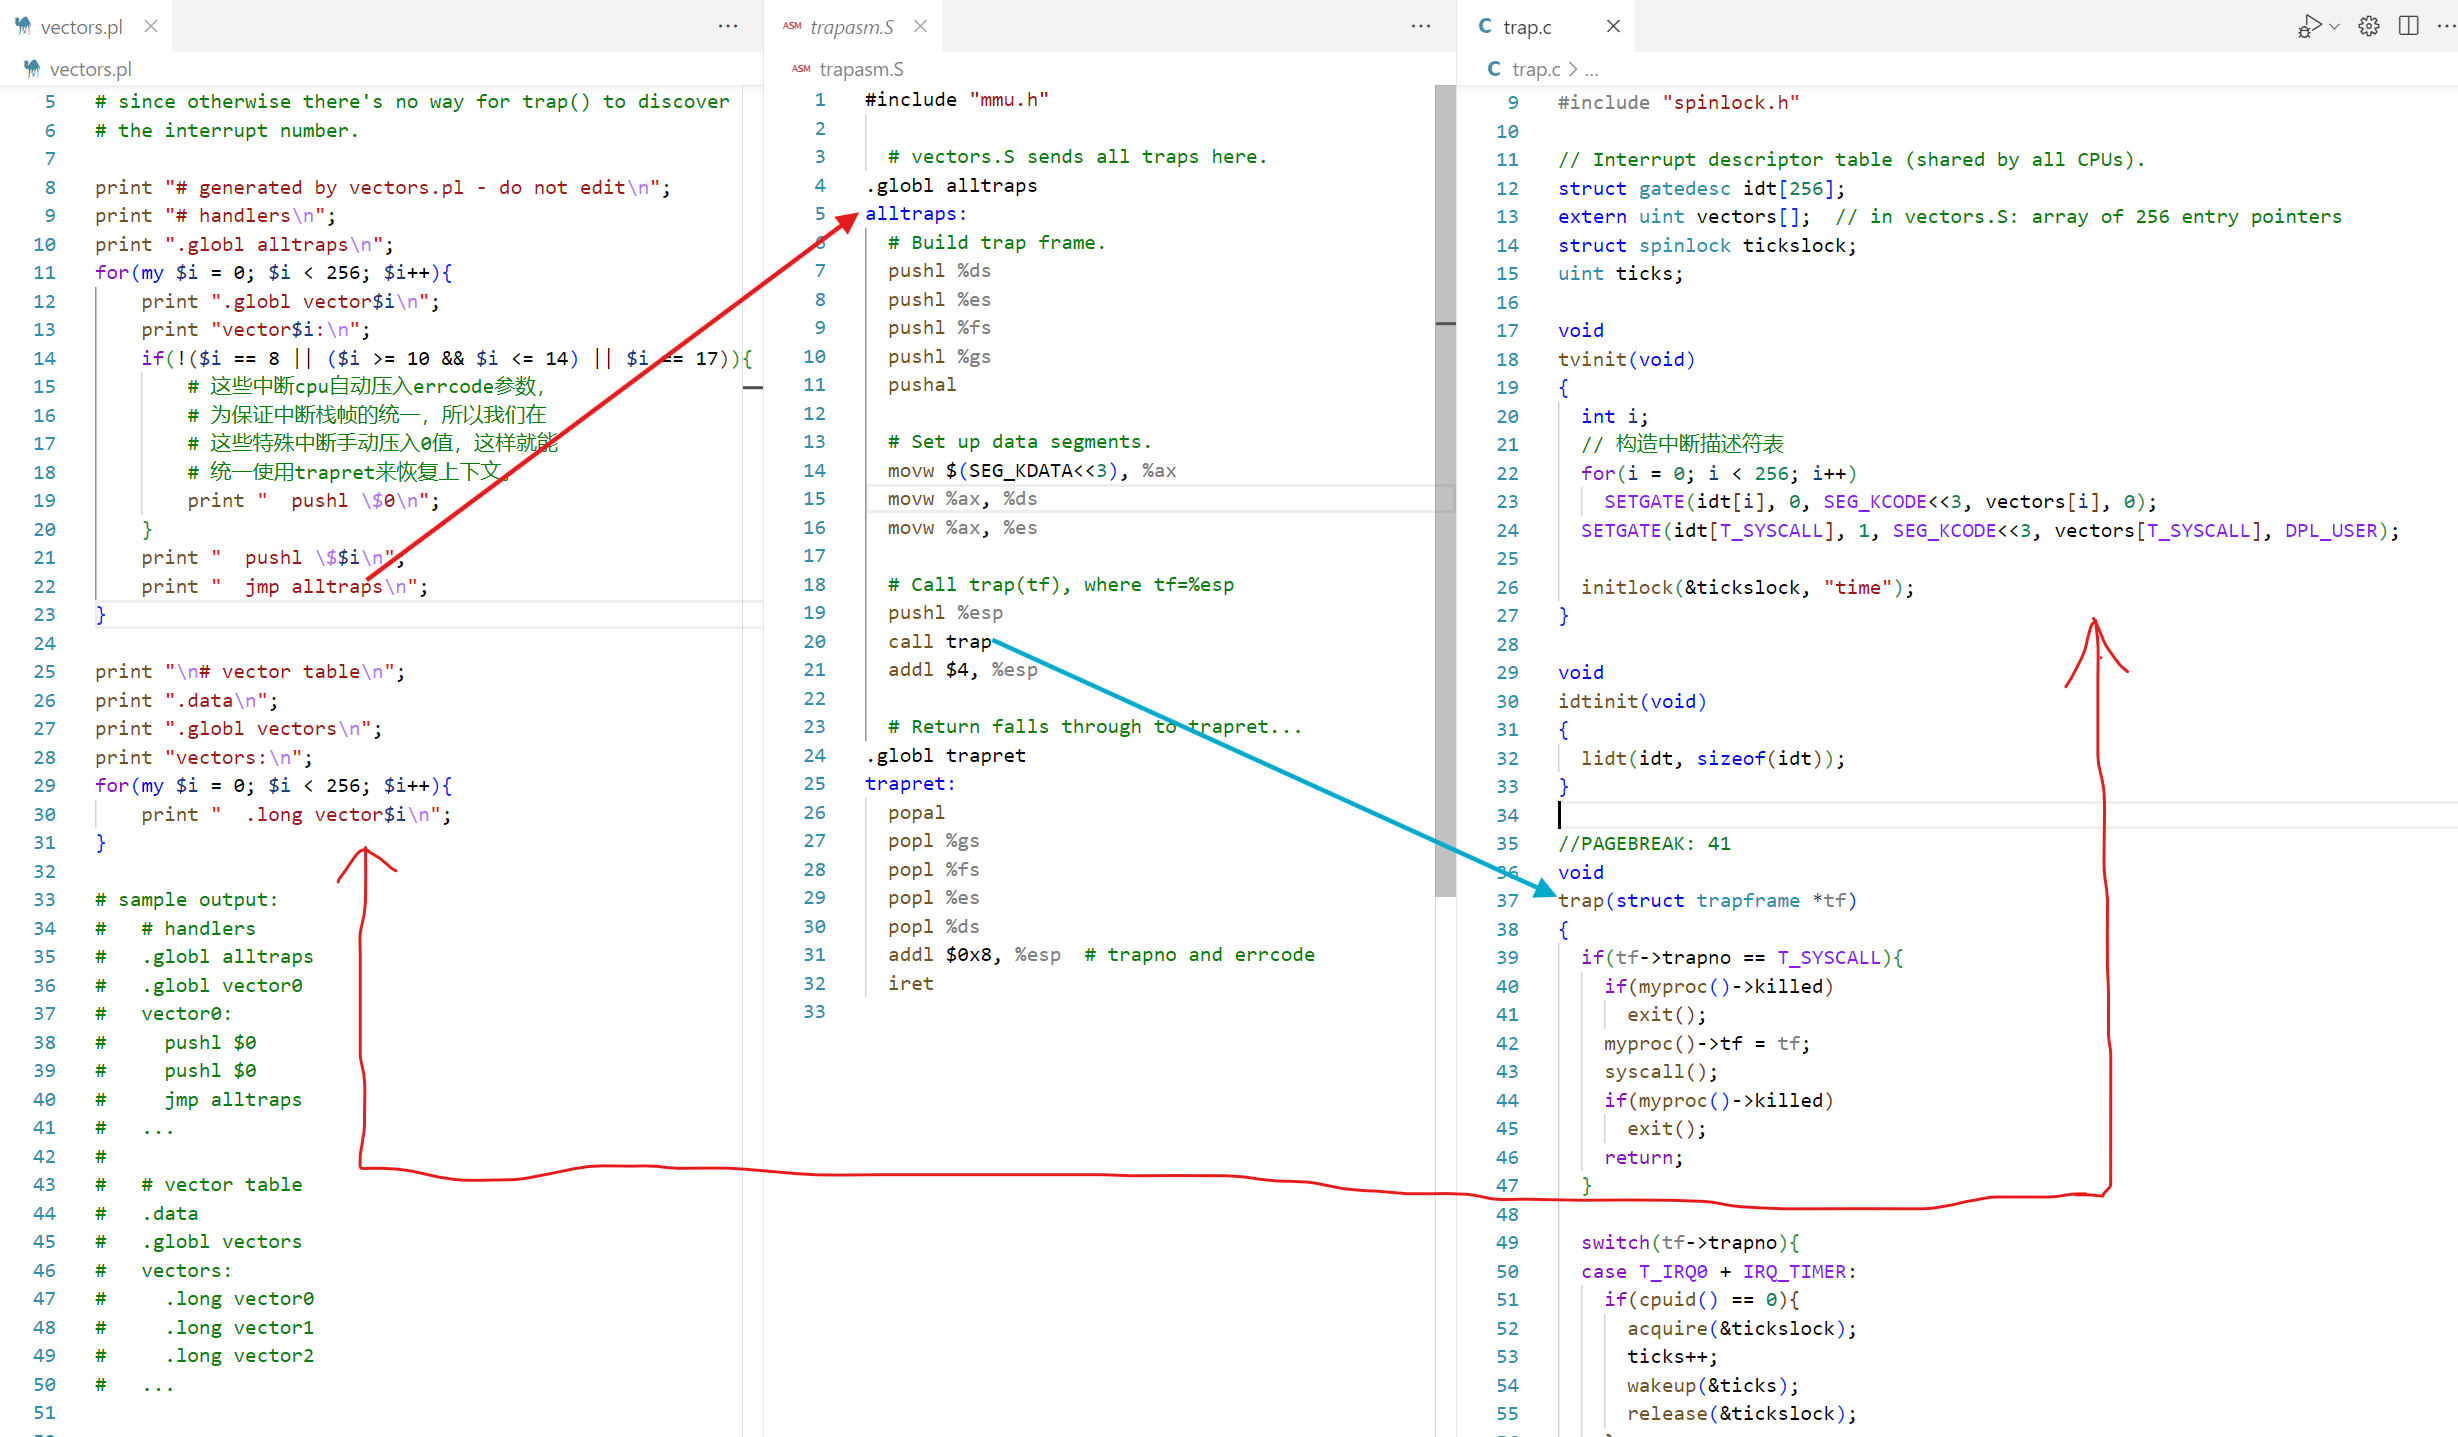 vectors.pl
vectors.pl
5 # since otherwise there's no way for trap() to discover
6 # the interrupt number.
7
8 print "# generated by vectors.pl - do not edit\n";
9 print "# handlers\n";
10 print ".globl alltraps\n";
11 for(my $i = 0; $i < 256; $i++){
12 print ".globl vector$i\n";
13 print "vector$i:\n";
14 if(!($i == 8 || ($i >= 10 && $i <= 14) || $i == 17)){
15 # 这些中断cpu自动压入errcode参数，
16 # 为保证中断栈帧的统一，所以我们在
17 # 这些特殊中断手动压入0值，这样就能
18 # 统一使用trapret来恢复上下文。
19 print "  pushl \$0\n";
20 }
21 print "  pushl \$$i\n";
22 print "  jmp alltraps\n";
23 }
24
25 print "\n# vector table\n";
26 print ".data\n";
27 print ".globl vectors\n";
28 print "vectors:\n";
29 for(my $i = 0; $i < 256; $i++){
30 print "  .long vector$i\n";
31 }
32
33 # sample output:
34 #   # handlers
35 #   .globl alltraps
36 #   .globl vector0
37 #   vector0:
38 #     pushl $0
39 #     pushl $0
40 #     jmp alltraps
41 #   ...
42 #
43 #   # vector table
44 #   .data
45 #   .globl vectors
46 #   vectors:
47 #     .long vector0
48 #     .long vector1
49 #     .long vector2
50 #   ...
51
ASM trapasm.S
ASM trapasm.S
1 #include "mmu.h"
2
3 # vectors.S sends all traps here.
4 .globl alltraps
5 alltraps:
6 # Build trap frame.
7 pushl %ds
8 pushl %es
9 pushl %fs
10 pushl %gs
11 pushal
12
13 # Set up data segments.
14 movw $(SEG_KDATA<<3), %ax
15 movw %ax, %ds
16 movw %ax, %es
17
18 # Call trap(tf), where tf=%esp
19 pushl %esp
20 call trap
21 addl $4, %esp
22
23 # Return falls through to trapret...
24 .globl trapret
25 trapret:
26 popal
27 popl %gs
28 popl %fs
29 popl %es
30 popl %ds
31 addl $0x8, %esp  # trapno and errcode
32 iret
33
C trap.c
C trap.c > ...
9 #include "spinlock.h"
10
11 // Interrupt descriptor table (shared by all CPUs).
12 struct gatedesc idt[256];
13 extern uint vectors[];  // in vectors.S: array of 256 entry pointers
14 struct spinlock tickslock;
15 uint ticks;
16
17 void
18 tvinit(void)
19 {
20 int i;
21 // 构造中断描述符表
22 for(i = 0; i < 256; i++)
23 SETGATE(idt[i], 0, SEG_KCODE<<3, vectors[i], 0);
24 SETGATE(idt[T_SYSCALL], 1, SEG_KCODE<<3, vectors[T_SYSCALL], DPL_USER);
25
26 initlock(&tickslock, "time");
27 }
28
29 void
30 idtinit(void)
31 {
32 lidt(idt, sizeof(idt));
33 }
34
35 //PAGEBREAK: 41
36 void
37 trap(struct trapframe *tf)
38 {
39 if(tf->trapno == T_SYSCALL){
40 if(myproc()->killed)
41 exit();
42 myproc()->tf = tf;
43 syscall();
44 if(myproc()->killed)
45 exit();
46 return;
47 }
48
49 switch(tf->trapno){
50 case T_IRQ0 + IRQ_TIMER:
51 if(cpuid() == 0){
52 acquire(&tickslock);
53 ticks++;
54 wakeup(&ticks);
55 release(&tickslock);